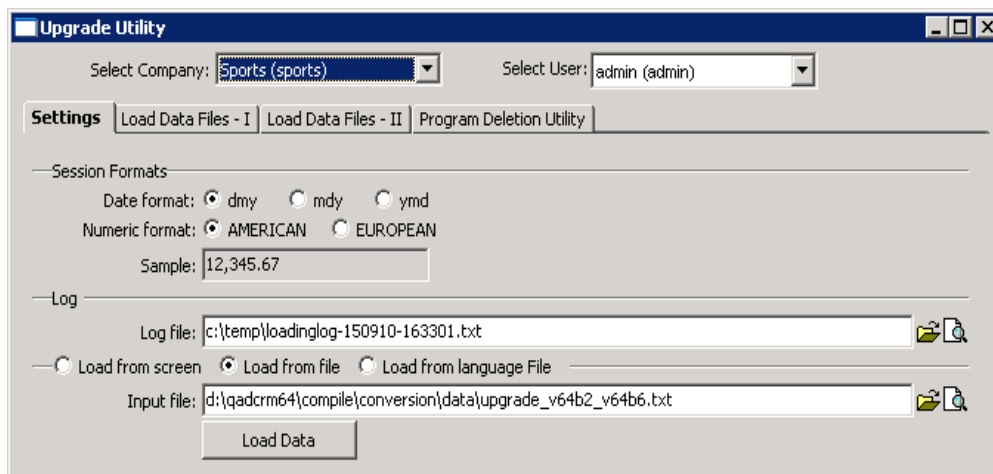 Upgrade Utility
Select Company: Sports (sports) Select User: admin (admin)
Settings Load Data Files - I Load Data Files - II Program Deletion Utility
Session Formats
Date format: dmy mdy ymd
Numeric format: AMERICAN EUROPEAN
Sample: 12,345.67
Log
Log file: c:\temp\loadinglog-150910-163301.txt
Load from screen Load from file Load from language File
Input file: d:\qadcrm64\compile\conversion\data\upgrade_v64b2_v64b6.txt
Load Data